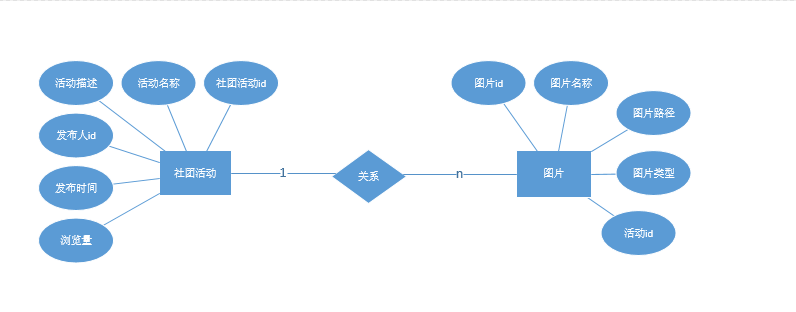 活动描述
活动名称
社团活动id
图片id
图片名称
图片路径
发布人id
社团活动
1
关系
n
图片
图片类型
发布时间
浏览量
活动id